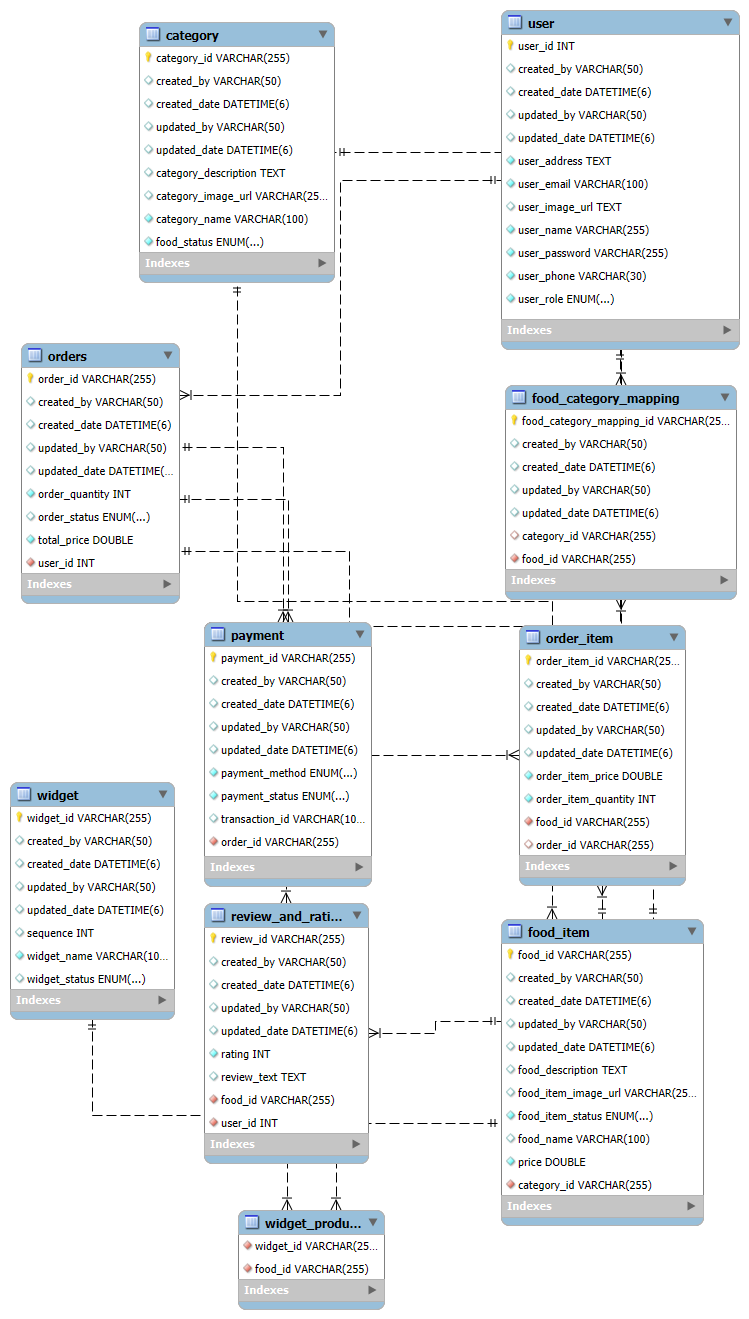 category
category_id VARCHAR(255)
created_by VARCHAR(50)
created_date DATETIME(6)
updated_by VARCHAR(50)
updated_date DATETIME(6)
category_description TEXT
category_image_url VARCHAR(25...
category_name VARCHAR(100)
food_status ENUM(...)
Indexes
user
user_id INT
created_by VARCHAR(50)
created_date DATETIME(6)
updated_by VARCHAR(50)
updated_date DATETIME(6)
user_address TEXT
user_email VARCHAR(100)
user_image_url TEXT
user_name VARCHAR(255)
user_password VARCHAR(255)
user_phone VARCHAR(30)
user_role ENUM(...)
Indexes
orders
order_id VARCHAR(255)
created_by VARCHAR(50)
created_date DATETIME(6)
updated_by VARCHAR(50)
updated_date DATETIME(...
order_quantity INT
order_status ENUM(...)
total_price DOUBLE
user_id INT
Indexes
food_category_mapping
food_category_mapping_id VARCHAR(25...
created_by VARCHAR(50)
created_date DATETIME(6)
updated_by VARCHAR(50)
updated_date DATETIME(6)
category_id VARCHAR(255)
food_id VARCHAR(255)
Indexes
payment
payment_id VARCHAR(255)
created_by VARCHAR(50)
created_date DATETIME(6)
updated_by VARCHAR(50)
updated_date DATETIME(6)
payment_method ENUM(...)
payment_status ENUM(...)
transaction_id VARCHAR(10...
order_id VARCHAR(255)
Indexes
order_item
order_item_id VARCHAR(25...
created_by VARCHAR(50)
created_date DATETIME(6)
updated_by VARCHAR(50)
updated_date DATETIME(6)
order_item_price DOUBLE
order_item_quantity INT
food_id VARCHAR(255)
order_id VARCHAR(255)
Indexes
widget
widget_id VARCHAR(255)
created_by VARCHAR(50)
created_date DATETIME(6)
updated_by VARCHAR(50)
updated_date DATETIME(6)
sequence INT
widget_name VARCHAR(10...
widget_status ENUM(...)
Indexes
review_and_rati...
review_id VARCHAR(255)
created_by VARCHAR(50)
created_date DATETIME(6)
updated_by VARCHAR(50)
updated_date DATETIME(6)
rating INT
review_text TEXT
food_id VARCHAR(255)
user_id INT
Indexes
food_item
food_id VARCHAR(255)
created_by VARCHAR(50)
created_date DATETIME(6)
updated_by VARCHAR(50)
updated_date DATETIME(6)
food_description TEXT
food_item_image_url VARCHAR(25...
food_item_status ENUM(...)
food_name VARCHAR(100)
price DOUBLE
category_id VARCHAR(255)
Indexes
widget_produ...
widget_id VARCHAR(25...
food_id VARCHAR(255)
Indexes